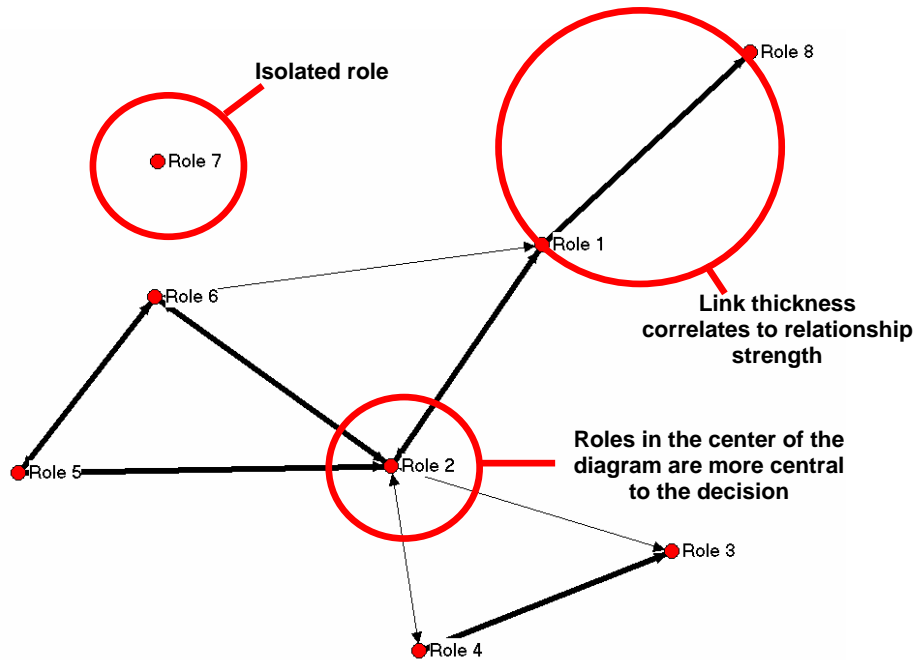 Role 8
Isolated role
Role 7
Role 1
Role 6
Link thickness
correlates to relationship
strength
Roles in the center of the
diagram are more central
to the decision
Role 2
Role 5
Role 3
Role 4